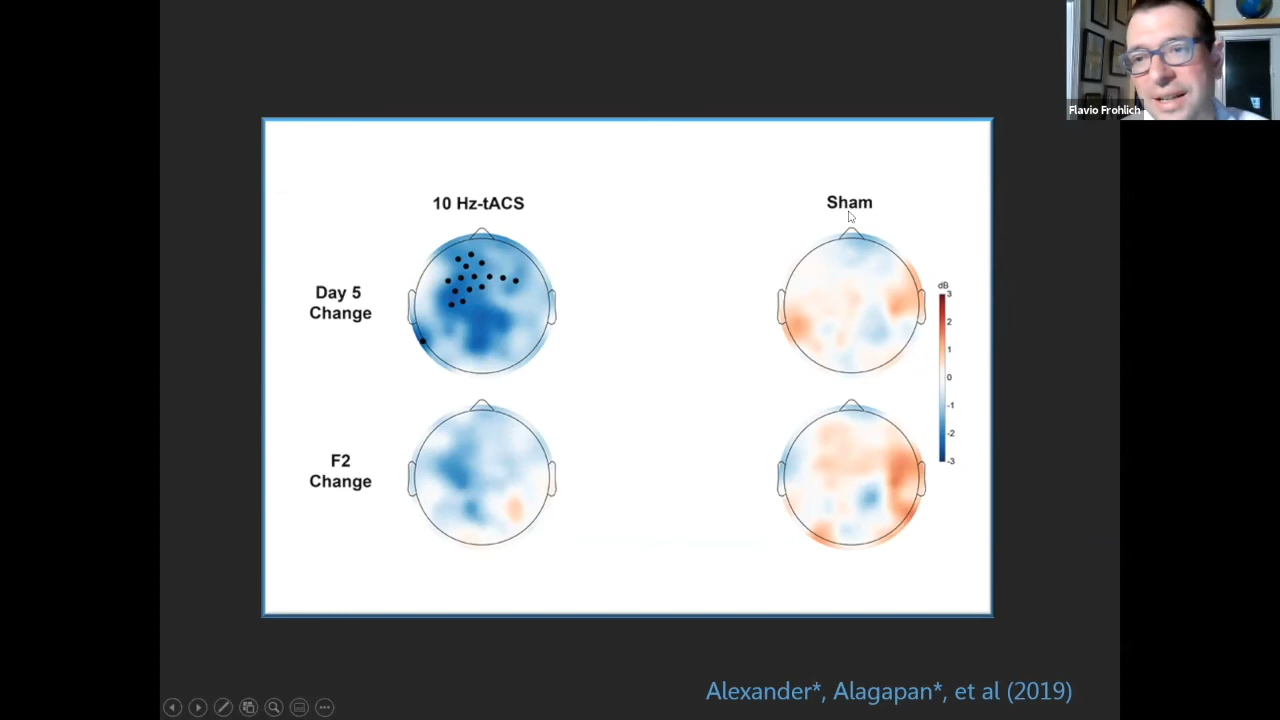 Flavio Frohlich
10 Hz-tACS
Sham
Day 5
Change
F2
Change
dB
3
2
1
0
-1
-2
-3
Alexander*, Alagapan*, et al (2019)